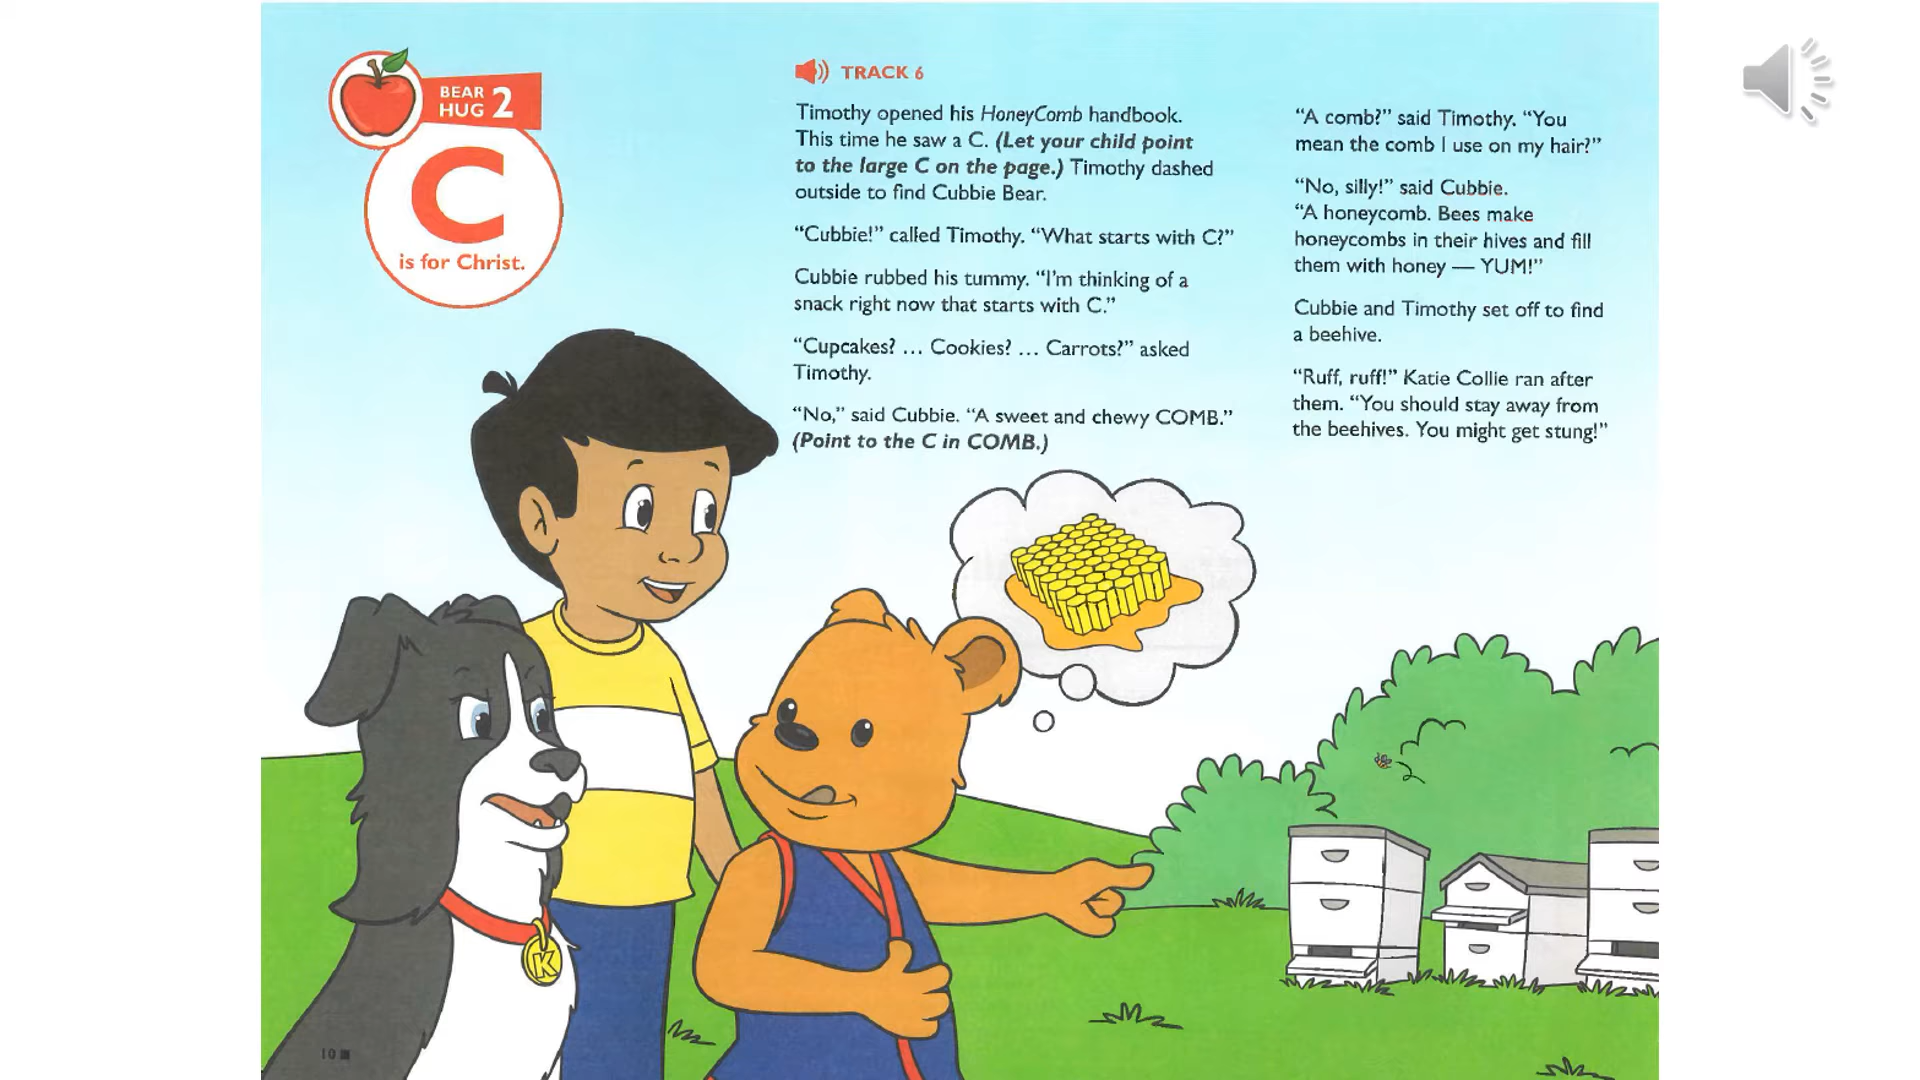 BEAR
HUG 2
C
is for Christ.
TRACK 6
Timothy opened his HoneyComb handbook.
This time he saw a C. (Let your child point
to the large C on the page.) Timothy dashed
outside to find Cubbie Bear.
“Cubbie!” called Timothy. “What starts with C?”
Cubbie rubbed his tummy. “I’m thinking of a
snack right now that starts with C.”
“Cupcakes? … Cookies? … Carrots?” asked
Timothy.
“No,” said Cubbie. “A sweet and chewy COMB.”
(Point to the C in COMB.)
“A comb?” said Timothy. “You
mean the comb I use on my hair?”
“No, silly!” said Cubbie.
“A honeycomb. Bees make
honeycombs in their hives and fill
them with honey — YUM!”
Cubbie and Timothy set off to find
a beehive.
“Ruff, ruff!” Katie Collie ran after
them. “You should stay away from
the beehives. You might get stung!”
K
10